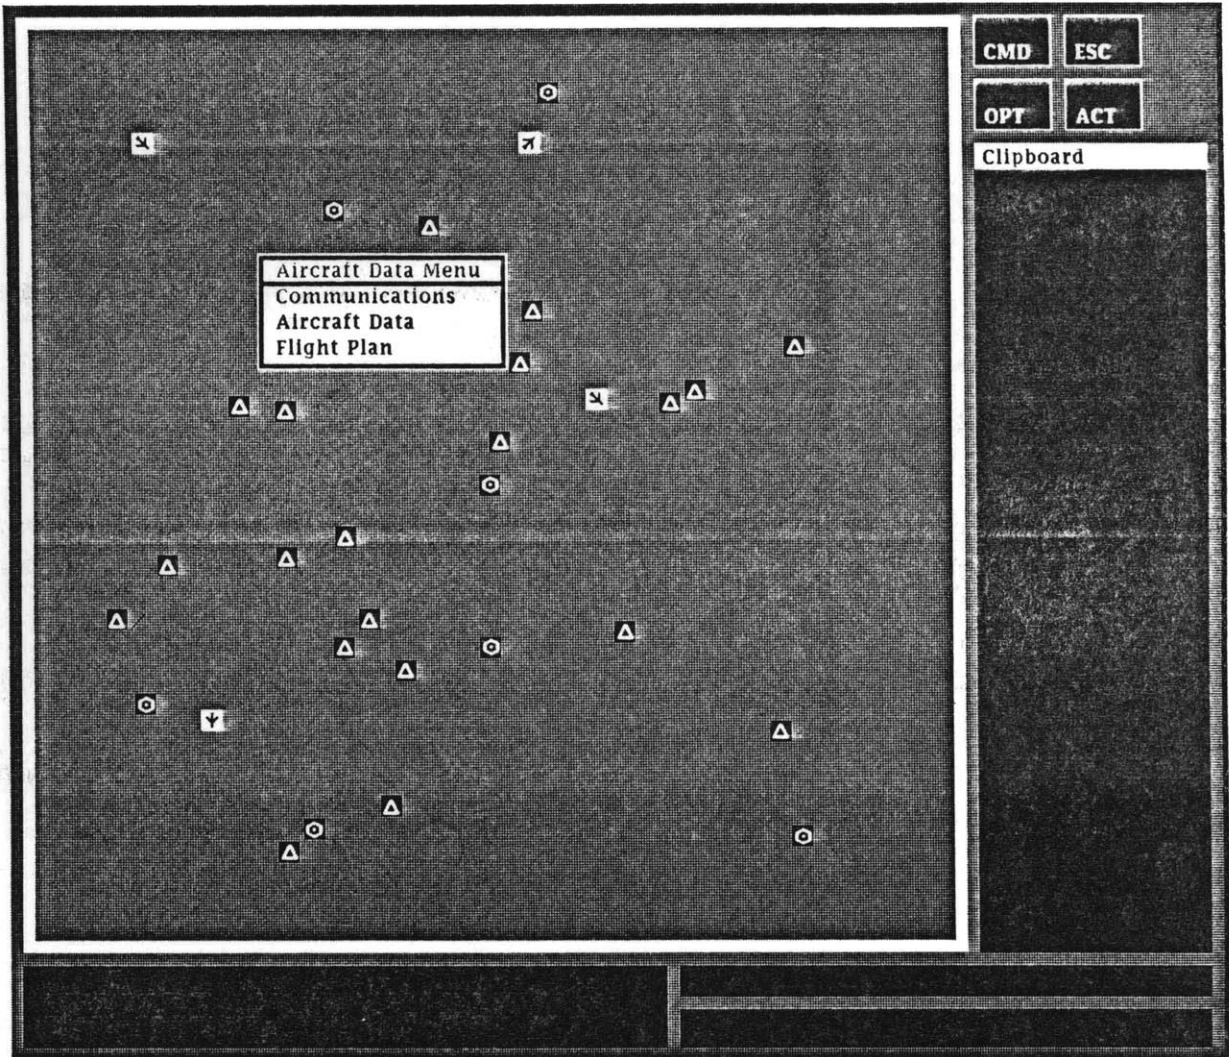 CMD ESC
OPT ACT
Clipboard
Aircraft Data Menu
Communications
Aircraft Data
Flight Plan